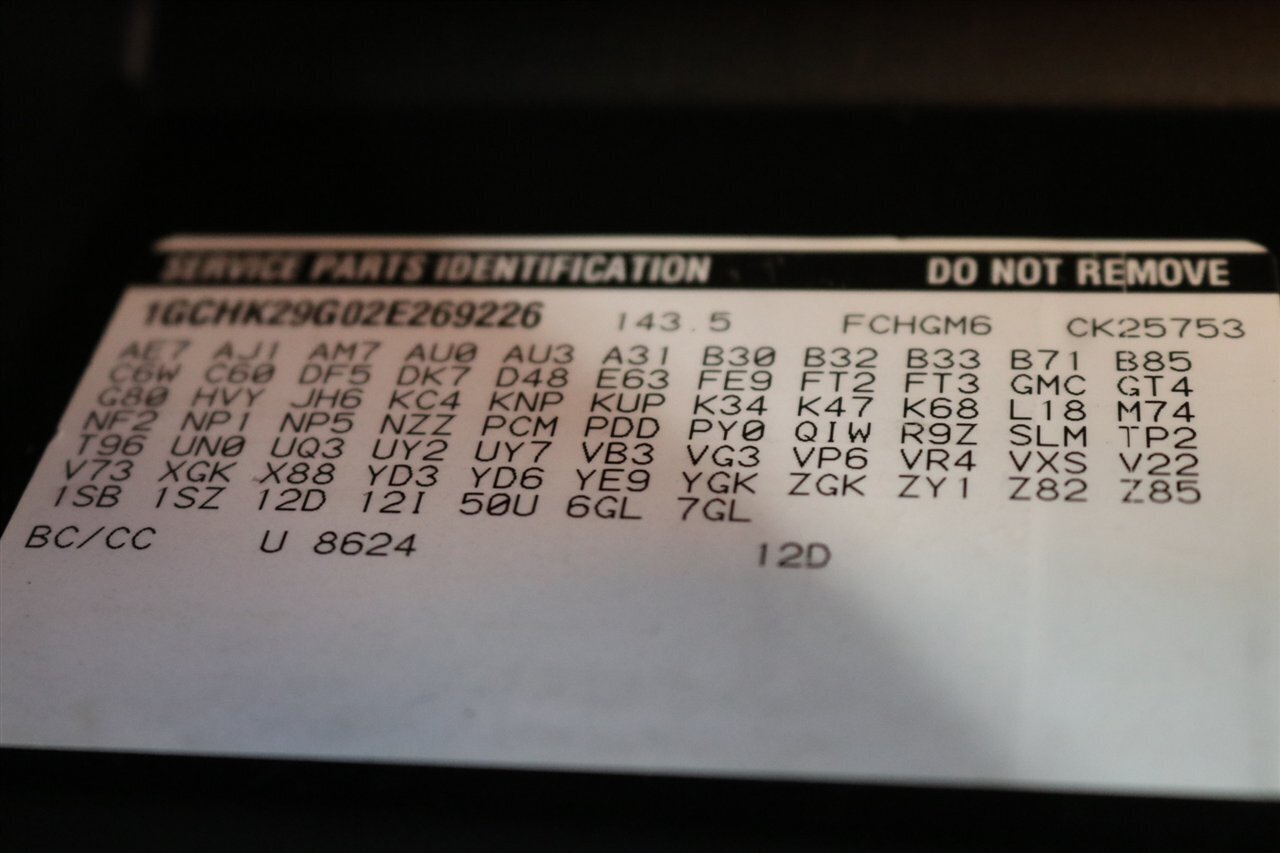 SERVICE PARTS IDENTIFICATION DO NOT REMOVE
1GCHK29G02E269226 143.5 FCHGM6 CK25753
AE7 AJ1 AM7 AU0 AU3 A31 B30 B32 B33 B71 B85
C6W C60 DF5 DK7 D48 E63 FE9 FT2 FT3 GMC GT4
G80 HVY JH6 KC4 KNP KUP K34 K47 K68 L18 M74
NF2 NP1 NP5 NZZ PCM PDD PY0 QIW R9Z SLM TP2
T96 UN0 UQ3 UY2 UY7 VB3 VG3 VP6 VR4 VXS V22
V73 XGK X88 YD3 YD6 YE9 YGK ZGK ZY1 Z82 Z85
1SB 1SZ 12D 12I 50U 6GL 7GL
BC/CC U 8624 12D